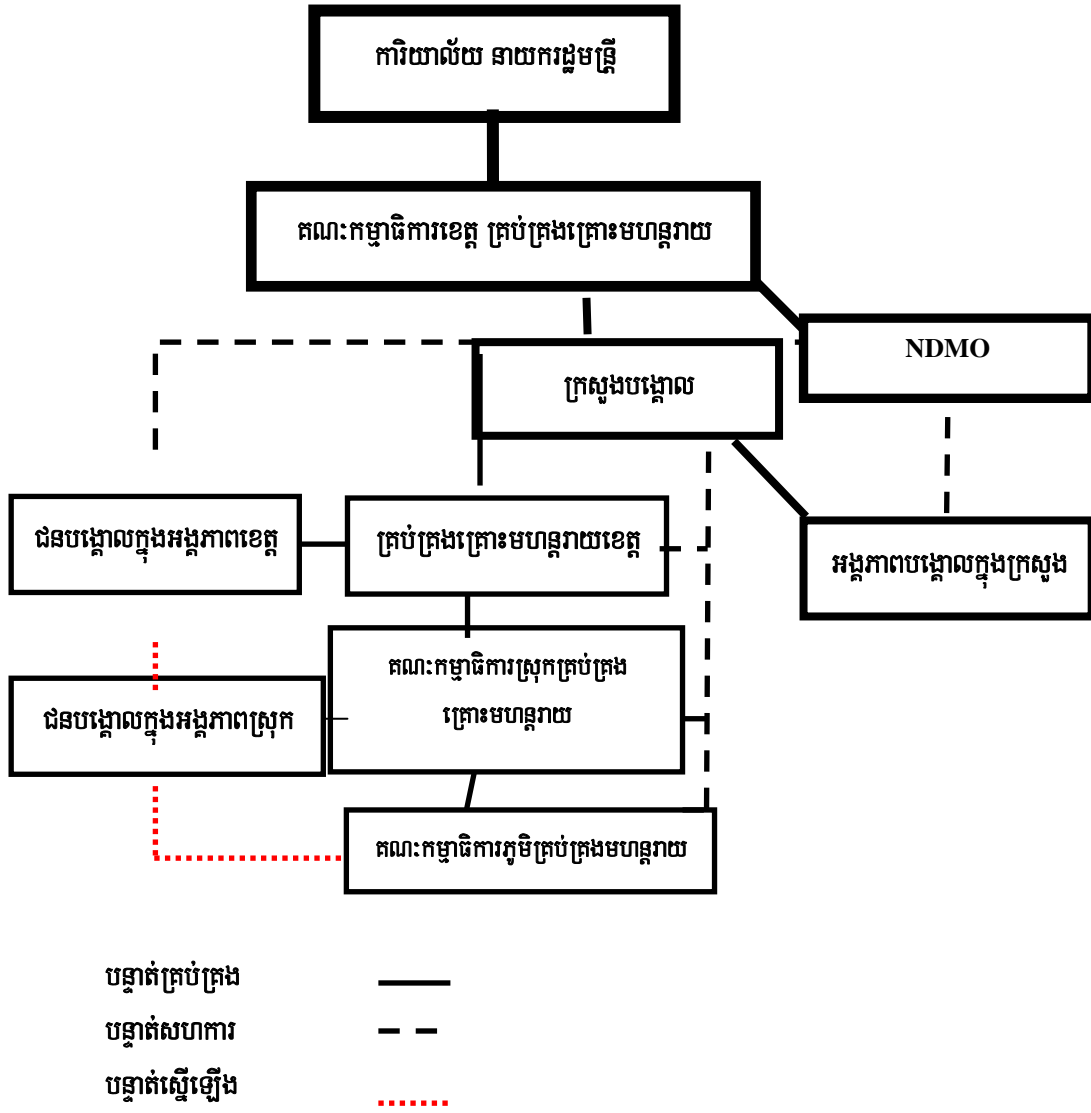 ការិយាល័យ នាយករដ្ឋមន្ត្រី
គណៈកម្មាធិការខេត្ត គ្រប់គ្រងគ្រោះមហន្តរាយ
NDMO
ក្រសួងបង្គោល
ជនបង្គោលក្នុងអង្គភាពខេត្ត
គ្រប់គ្រងគ្រោះមហន្តរាយខេត្ត
អង្គភាពបង្គោលក្នុងក្រសួង
ជនបង្គោលក្នុងអង្គភាពស្រុក
គណៈកម្មាធិការស្រុកគ្រប់គ្រង
គ្រោះមហន្តរាយ
គណៈកម្មាធិការភូមិគ្រប់គ្រងមហន្តរាយ
បន្ទាត់គ្រប់គ្រង
បន្ទាត់សហការ
បន្ទាត់ស្នើឡើង